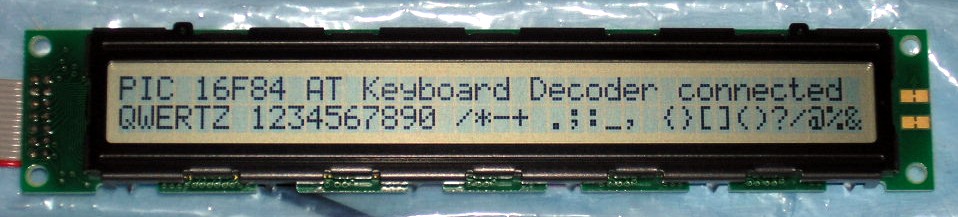 PIC 16F84 AT Keyboard Decoder connected
QWERTZ 1234567890 /*-+ .;:_, {}[]()?/@%&